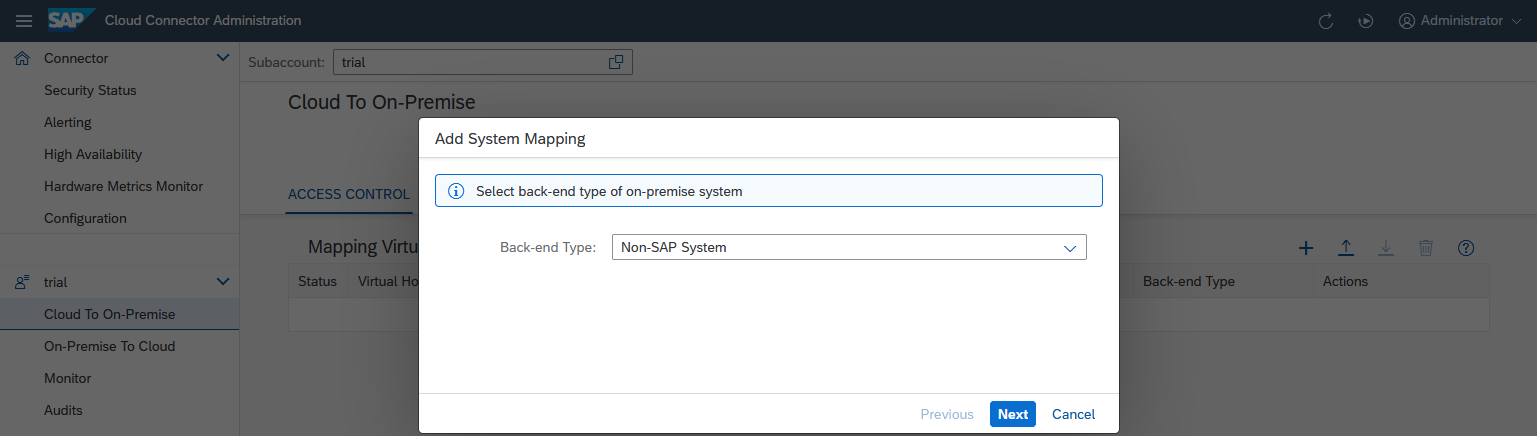 SAP Cloud Connector Administration Administrator
Connector
Security Status
Alerting
High Availability
Hardware Metrics Monitor
Configuration
trial
Cloud To On-Premise
On-Premise To Cloud
Monitor
Audits
Subaccount: trial
Cloud To On-Premise
ACCESS CONTROL
Mapping Virtu
Status Virtual Ho Back-end Type Actions
Add System Mapping
Select back-end type of on-premise system
Back-end Type: Non-SAP System
Previous Next Cancel